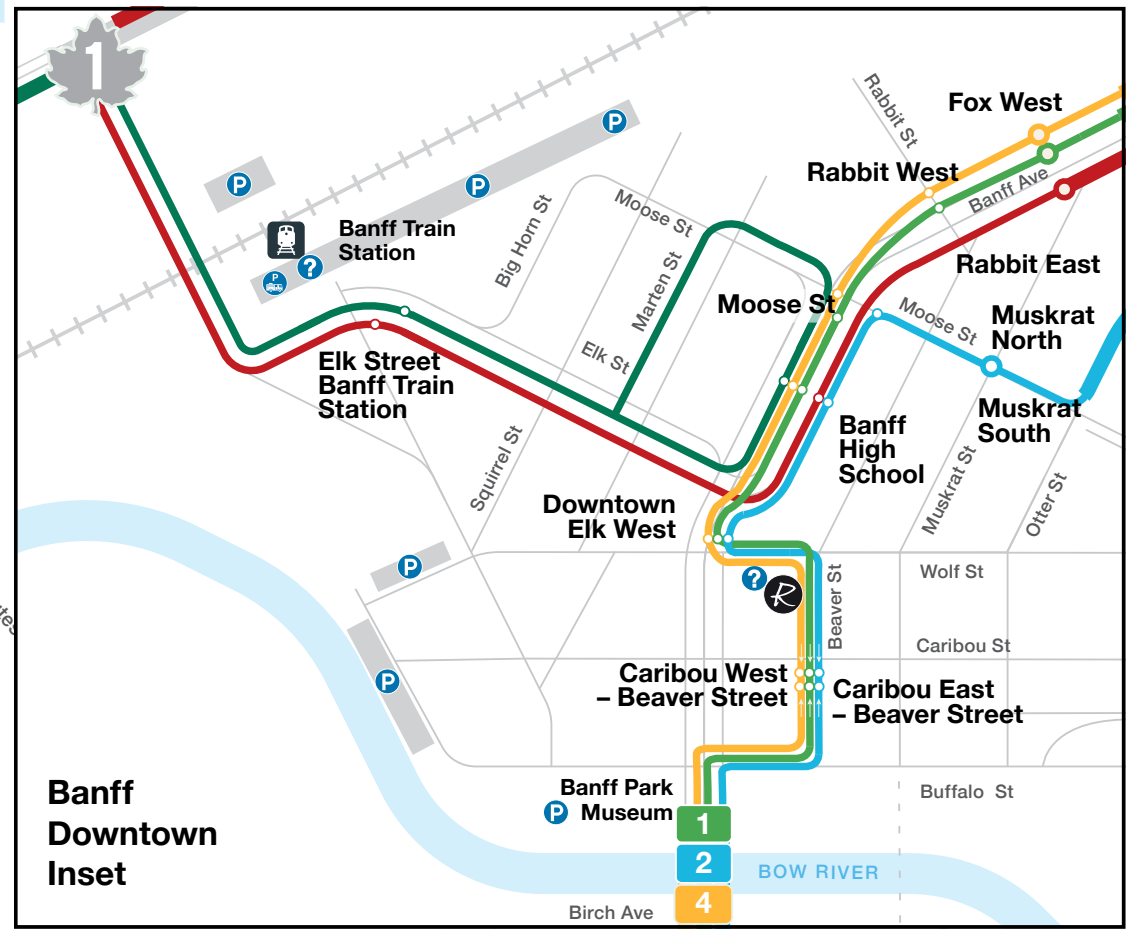 1
Rabbit St
Fox West
P
P
P
Rabbit West
Banff Ave
Moose St
Big Horn St
Banff Train
Station
?
P
Marten St
Rabbit East
Moose St
Moose St
Muskrat
North
Elk St
Elk Street
Banff Train
Station
Muskrat
South
Banff
High
School
Squirrel St
Muskrat St
Otter St
Downtown
Elk West
P
?
R
Wolf St
Beaver St
Caribou St
Caribou West
– Beaver Street
P
Caribou East
– Beaver Street
Banff
Downtown
Inset
Banff Park
P Museum
Buffalo St
1
2
BOW RIVER
4
Birch Ave